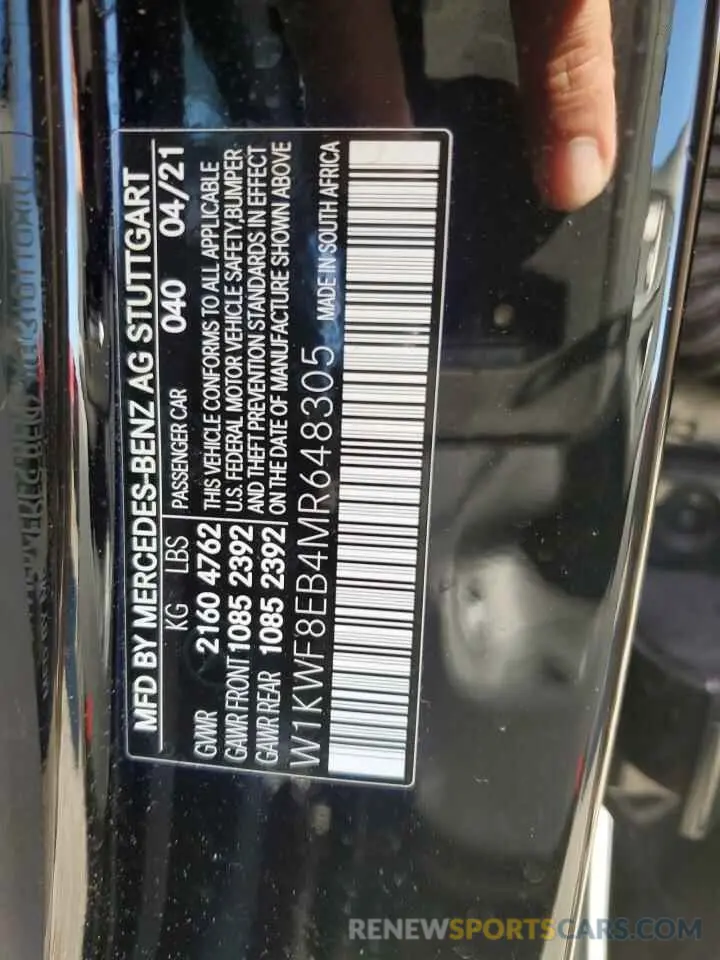 MFD BY MERCEDES-BENZ AG STUTTGART
KG LBS PASSENGER CAR 040 04/21
GVWR 2160 4762 THIS VEHICLE CONFORMS TO ALL APPLICABLE
GAWR FRONT 1085 2392 U.S. FEDERAL MOTOR VEHICLE SAFETY,BUMPER
AND THEFT PREVENTION STANDARDS IN EFFECT
GAWR REAR 1085 2392 ON THE DATE OF MANUFACTURE SHOWN ABOVE
W1KWF8EB4MR648305 MADE IN SOUTH AFRICA
RENEWSPORTSCARS.COM